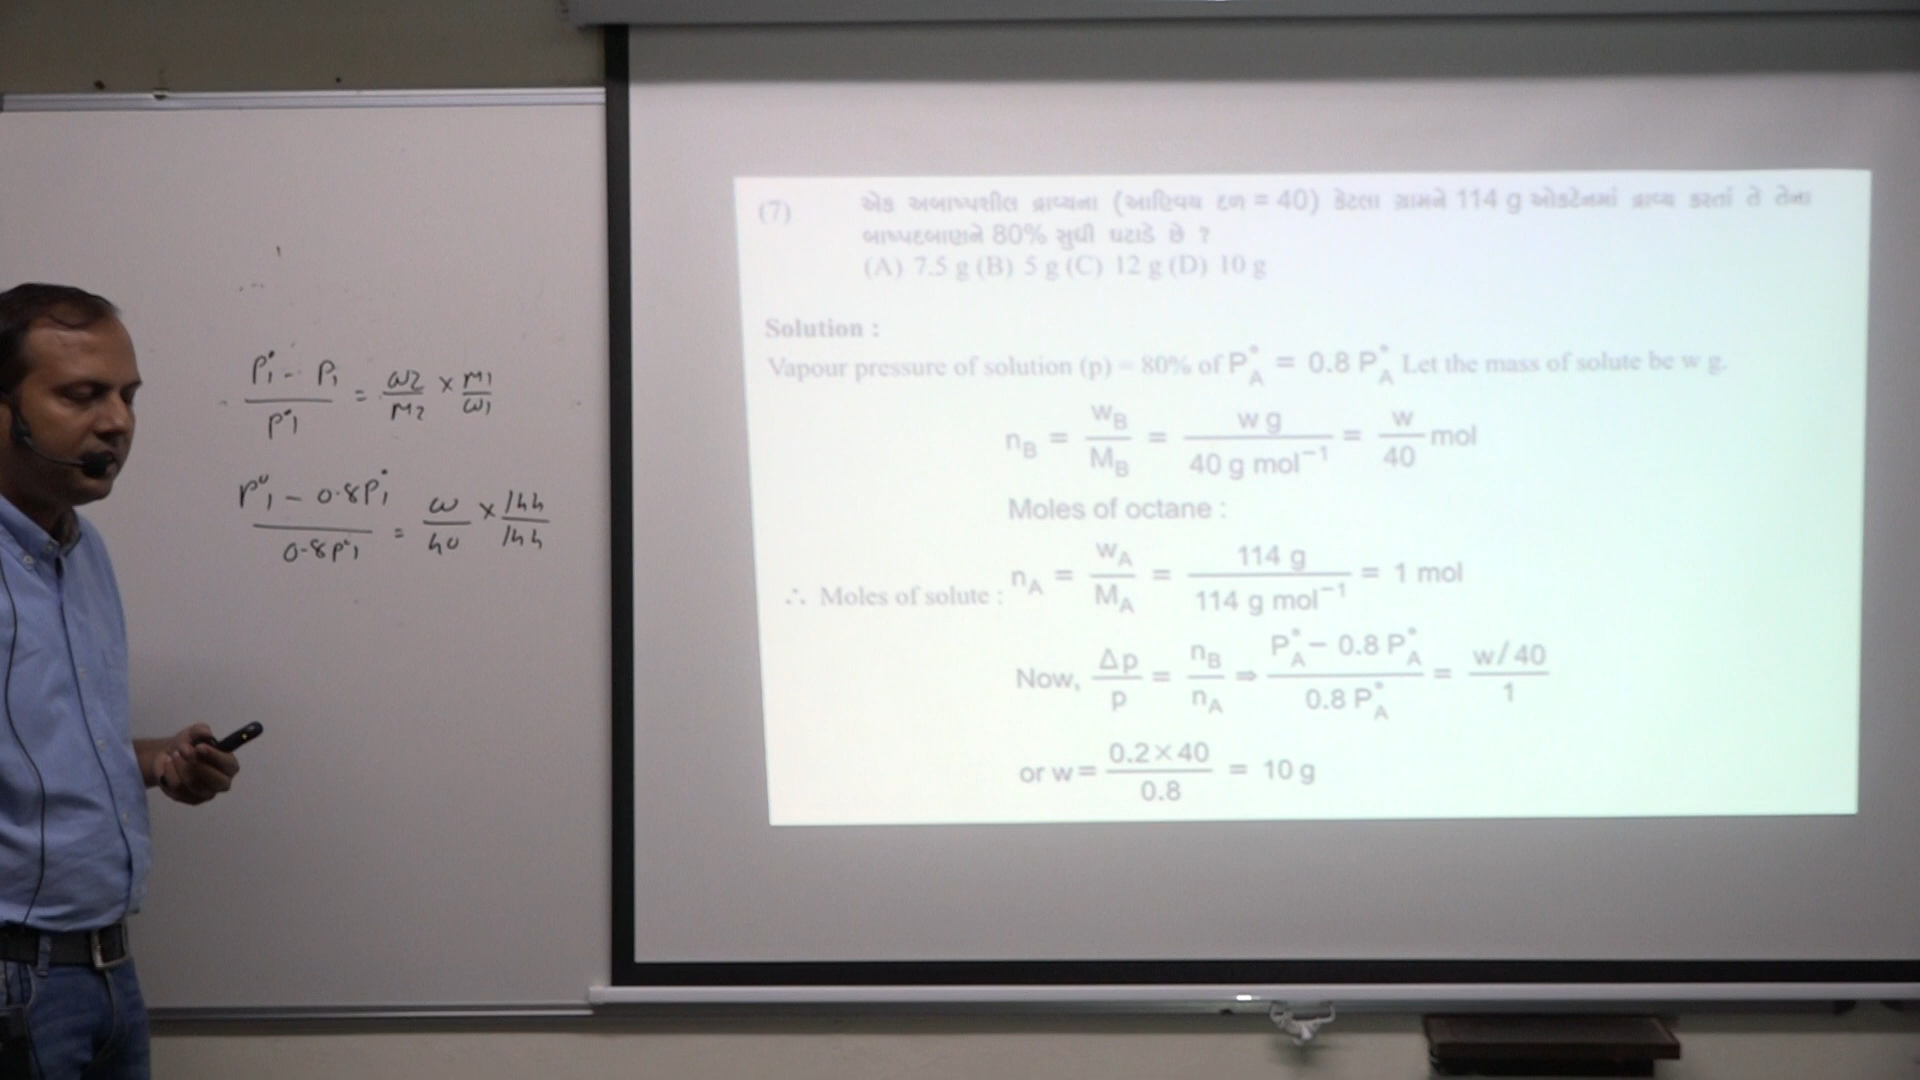 P₁° - P₁ / P₁° = ω2 / M2 × M1 / ω1
P₁° - 0.8P₁° / 0.8P₁° = ω / 40 × 144 / 144
(7) એક અબાષ્પશીલ દ્રાવ્યના (આણ્વિય દળ = 40) કેટલા ગ્રામને 114 g ઓકટેનમાં દ્રાવ્ય કરતાં તે તેના
બાષ્પદબાણને 80% સુધી ઘટાડે છે ?
(A) 7.5 g (B) 5 g (C) 12 g (D) 10 g
Solution :
Vapour pressure of solution (p) = 80% of P°A = 0.8 P°A Let the mass of solute be w g.
nB = wB / MB = w g / 40 g mol⁻¹ = w / 40 mol
Moles of octane :
∴ Moles of solute : nA = wA / MA = 114 g / 114 g mol⁻¹ = 1 mol
Now, Δp / p = nB / nA ⇒ P°A − 0.8 P°A / 0.8 P°A = w/40 / 1
or w = 0.2×40 / 0.8 = 10 g